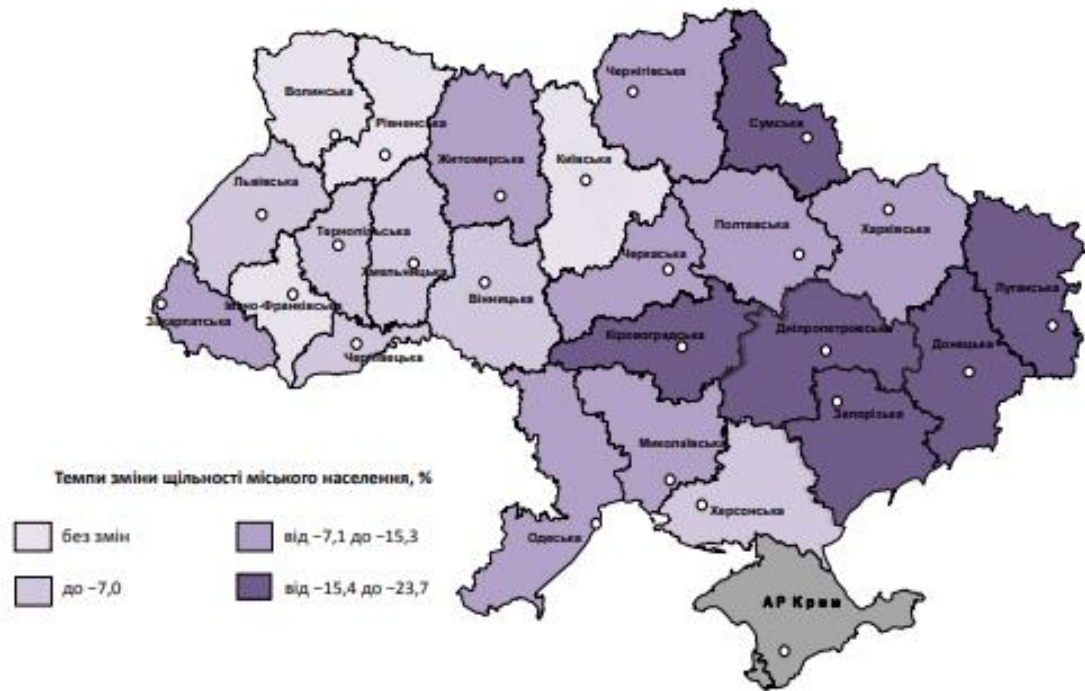 Чернігівська
Волинська
Рівненська
Сумська
Житомирська
Київська
Львівська
Тернопільська
Полтавська
Харківська
Черкаська
Хмельницька
Вінницька
Луганська
Івано-Франківська
Закарпатська
Кіровоградська
Дніпропетровська
Донецька
Чернівецька
Запорізька
Миколаївська
Херсонська
Одеська
АР Крим
Темпи зміни щільності міського населення, %
без змін
від −7,1 до −15,3
до −7,0
від −15,4 до −23,7